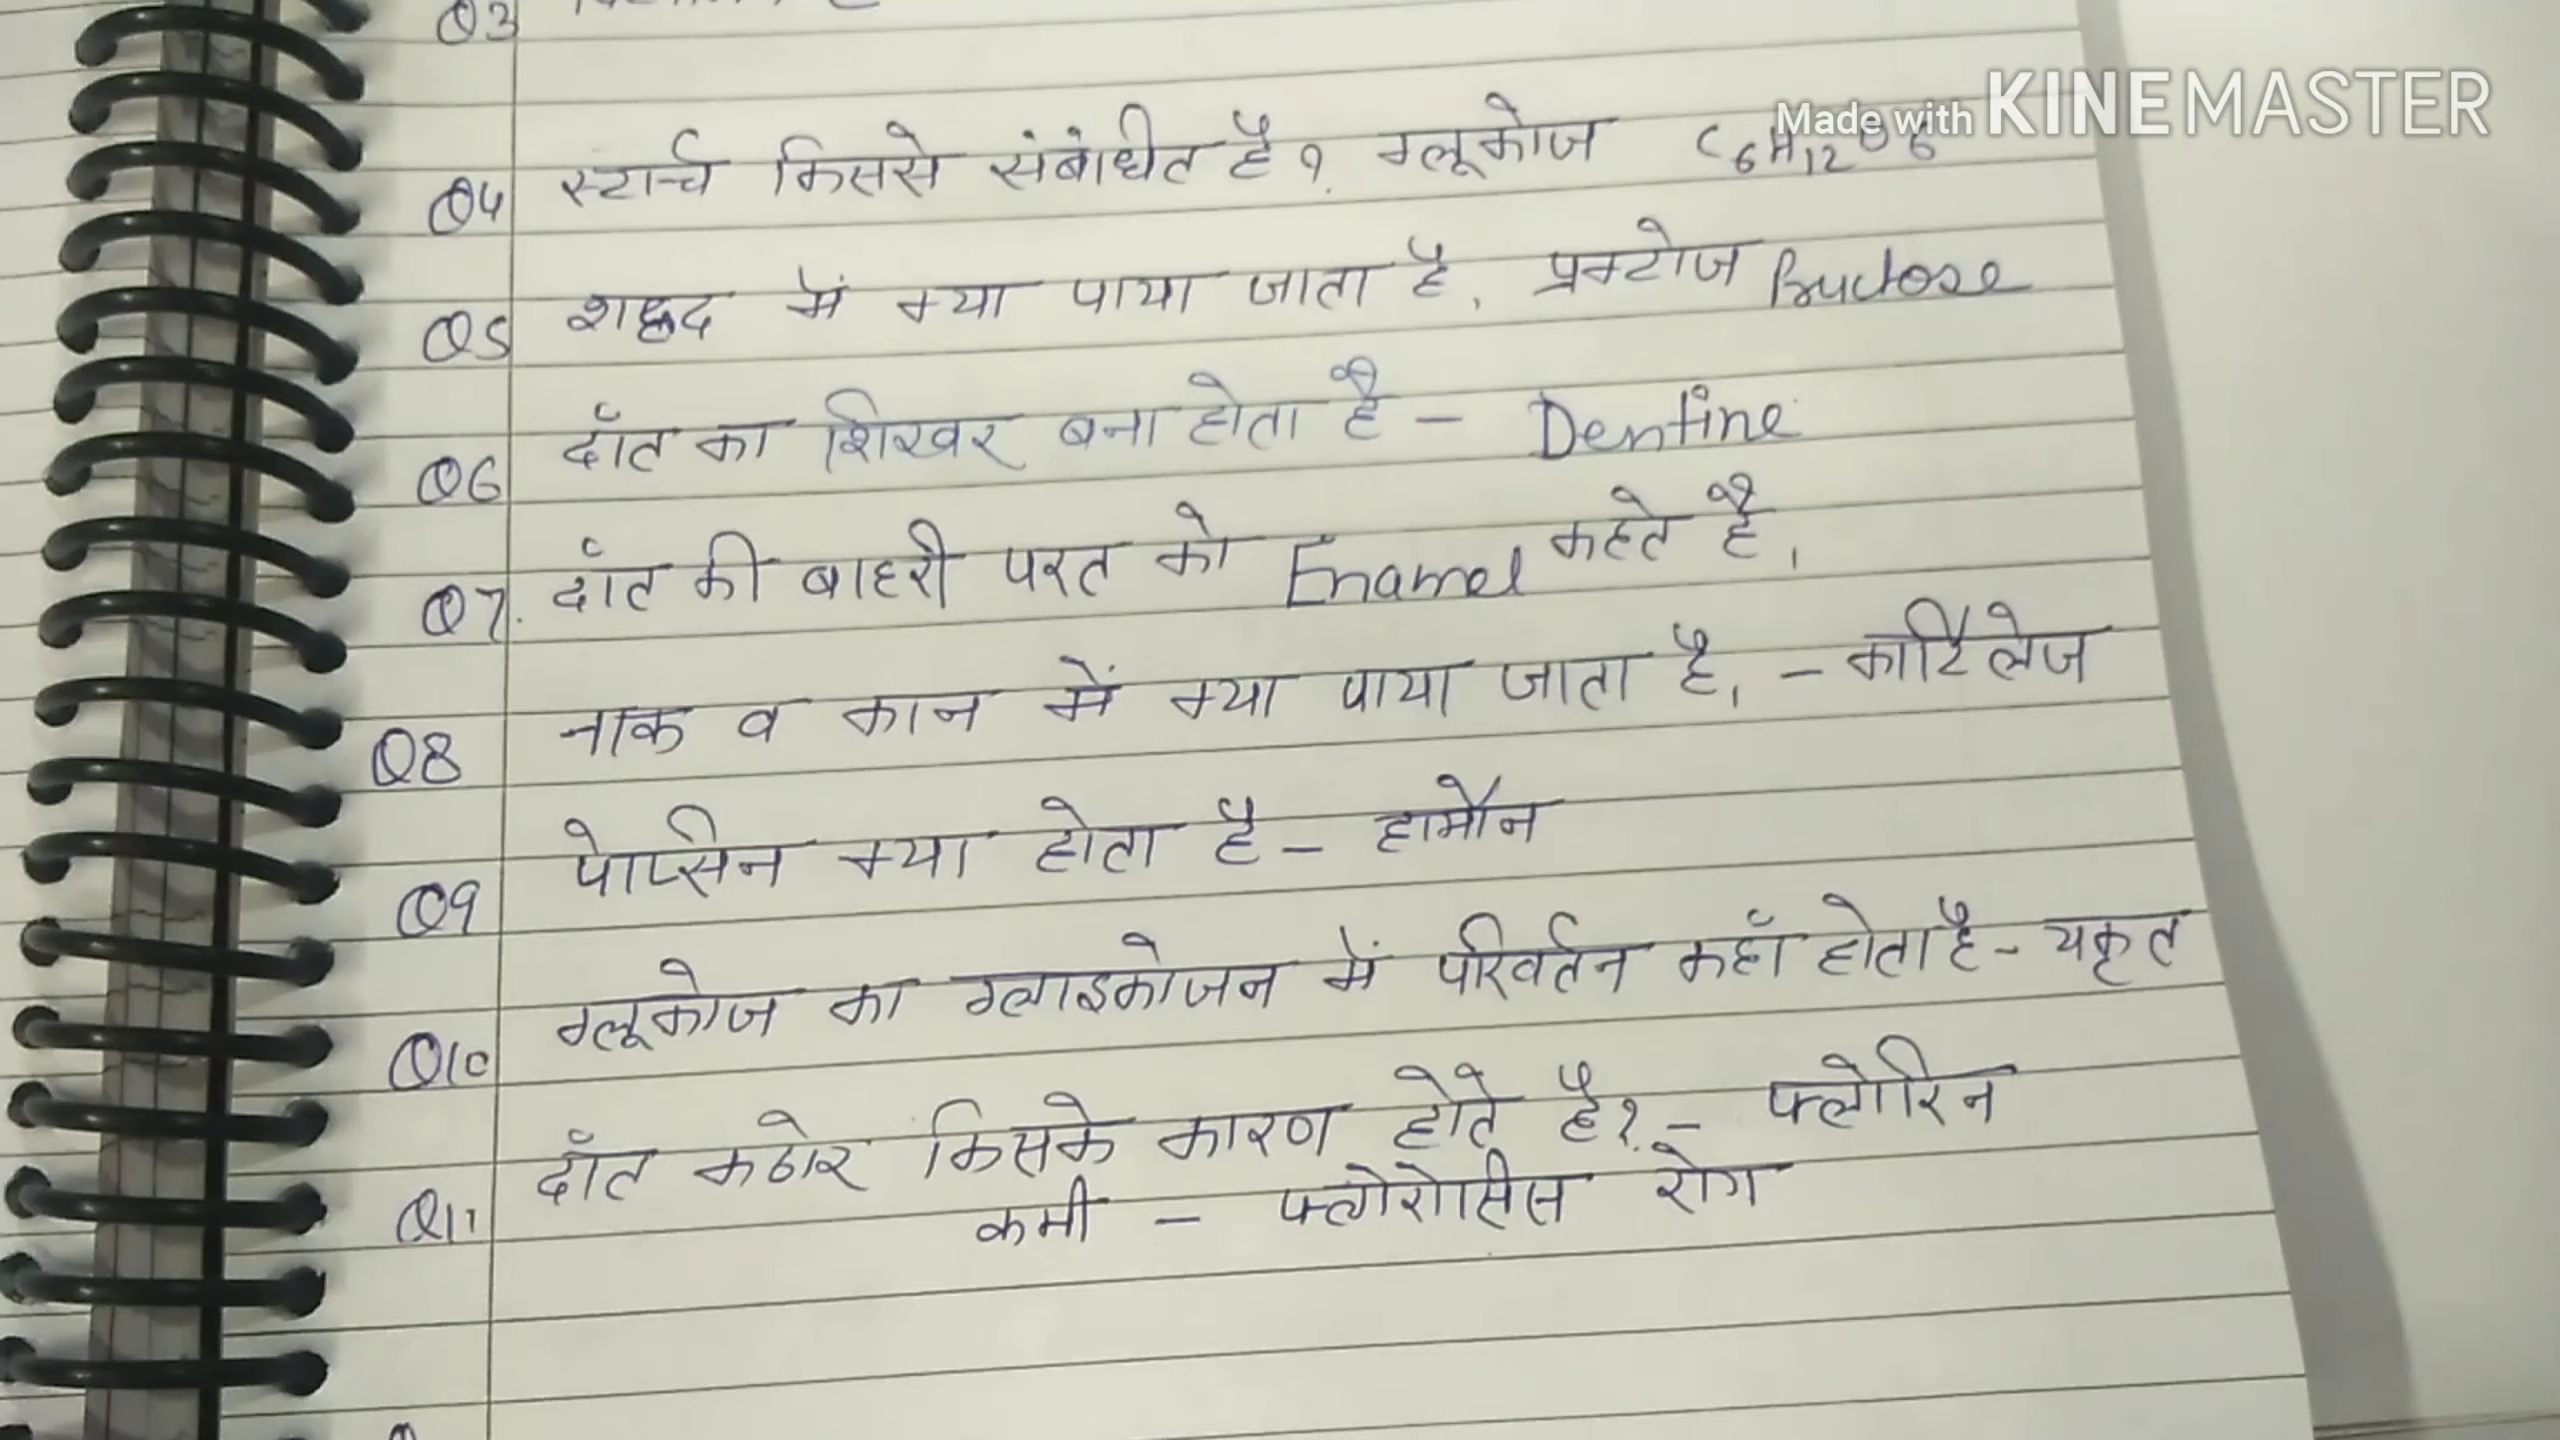 Q3
Made with KINEMASTER
Q4 स्टार्च किससे संबंधीत है? ग्लूकोज C6H12O6
Q5 शहद में क्या पाया जाता है, प्रक्टोज fructose
Q6 दाँत का शिखर बना होता है - Dentine
Q7. दाँत की बाहरी परत को Enamel कहते है,
Q8 नाक व कान में क्या पाया जाता है, - कार्टिलेज
Q9 पेप्सिन क्या होता है - हार्मोन
Q10 ग्लूकोज का ग्लाइकोजन में परिवर्तन कहाँ होता है - यकृत
Q11 दाँत कठोर किसके कारण होते है? - फ्लोरिन
कमी - फ्लोरोसिस रोग